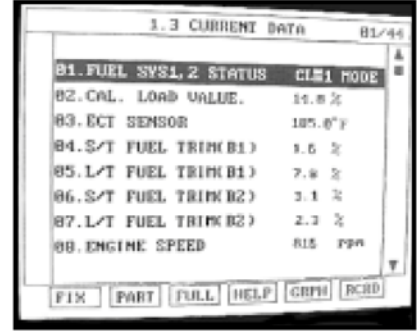 1.3 CURRENT DATA 01/44
01.FUEL SYS1,2 STATUS CL#1 MODE
02.CAL. LOAD VALUE. 14.8 %
03.ECT SENSOR 185.0°F
04.S/T FUEL TRIM(B1) 1.6 %
05.L/T FUEL TRIM(B1) 7.8 %
06.S/T FUEL TRIM(B2) 3.1 %
07.L/T FUEL TRIM(B2) 2.3 %
08.ENGINE SPEED 815 rpm
FIX PART FULL HELP GRPH RCRD